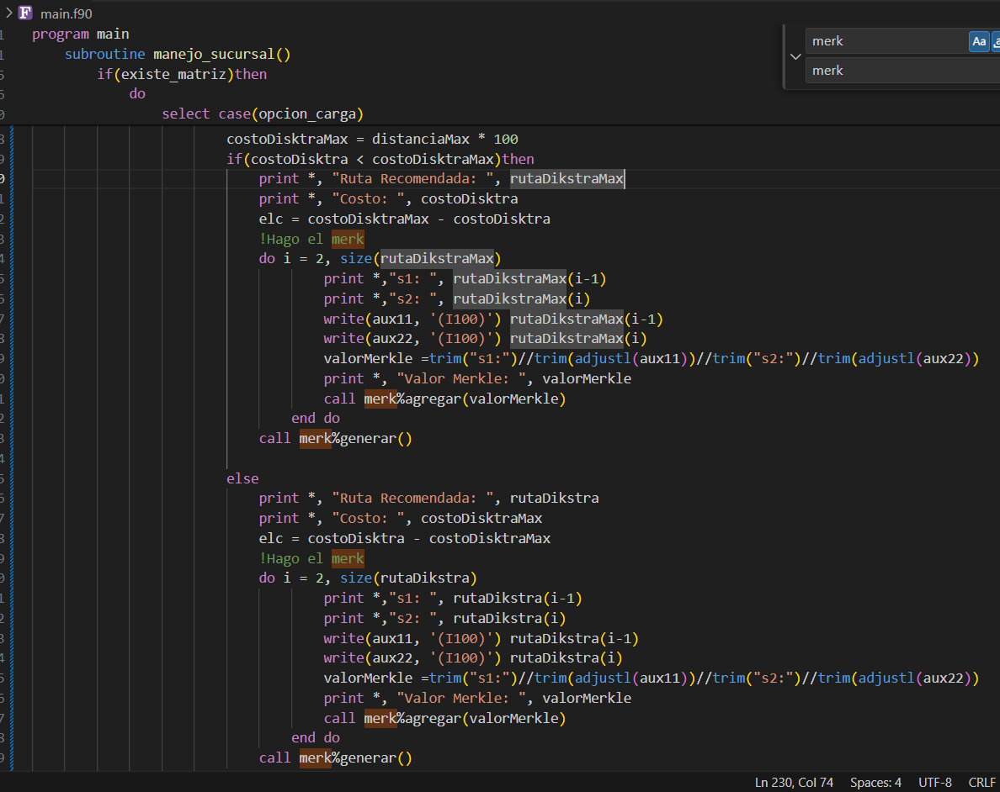 main.f90
program main
subroutine manejo_sucursal()
if(existe_matriz)then
do
select case(opcion_carga)
merk
Aa
merk
costoDisktraMax = distanciaMax * 100
if(costoDisktra < costoDisktraMax)then
print *, "Ruta Recomendada: ", rutaDikstraMax
print *, "Costo: ", costoDisktra
elc = costoDisktraMax - costoDisktra
!Hago el merk
do i = 2, size(rutaDikstraMax)
print *,"s1: ", rutaDikstraMax(i-1)
print *,"s2: ", rutaDikstraMax(i)
write(aux11, '(I100)') rutaDikstraMax(i-1)
write(aux22, '(I100)') rutaDikstraMax(i)
valorMerkle =trim("s1:")//trim(adjustl(aux11))//trim("s2:")//trim(adjustl(aux22))
print *, "Valor Merkle: ", valorMerkle
call merk%agregar(valorMerkle)
end do
call merk%generar()
else
print *, "Ruta Recomendada: ", rutaDikstra
print *, "Costo: ", costoDisktraMax
elc = costoDisktra - costoDisktraMax
!Hago el merk
do i = 2, size(rutaDikstra)
print *,"s1: ", rutaDikstra(i-1)
print *,"s2: ", rutaDikstra(i)
write(aux11, '(I100)') rutaDikstra(i-1)
write(aux22, '(I100)') rutaDikstra(i)
valorMerkle =trim("s1:")//trim(adjustl(aux11))//trim("s2:")//trim(adjustl(aux22))
print *, "Valor Merkle: ", valorMerkle
call merk%agregar(valorMerkle)
end do
call merk%generar()
Ln 230, Col 74 Spaces: 4 UTF-8 CRLF